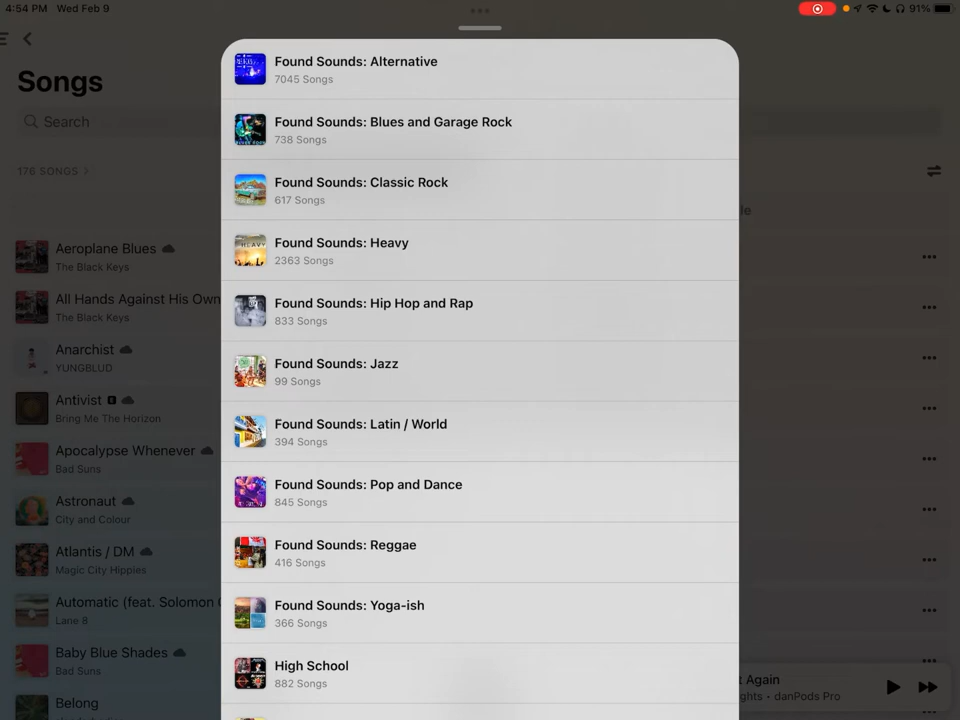 4:54 PM Wed Feb 9
91%
Songs
Search
176 SONGS
Aeroplane Blues
The Black Keys
All Hands Against His Own
The Black Keys
Anarchist
YUNGBLUD
Antivist E
Bring Me The Horizon
Apocalypse Whenever
Bad Suns
Astronaut
City and Colour
Atlantis / DM
Magic City Hippies
Automatic (feat. Solomon
Lane 8
Baby Blue Shades
Bad Suns
Belong
Found Sounds: Alternative
7045 Songs
Found Sounds: Blues and Garage Rock
738 Songs
Found Sounds: Classic Rock
617 Songs
Found Sounds: Heavy
2363 Songs
Found Sounds: Hip Hop and Rap
833 Songs
Found Sounds: Jazz
99 Songs
Found Sounds: Latin / World
394 Songs
Found Sounds: Pop and Dance
845 Songs
Found Sounds: Reggae
416 Songs
Found Sounds: Yoga-ish
366 Songs
High School
882 Songs
t Again
ghts • danPods Pro